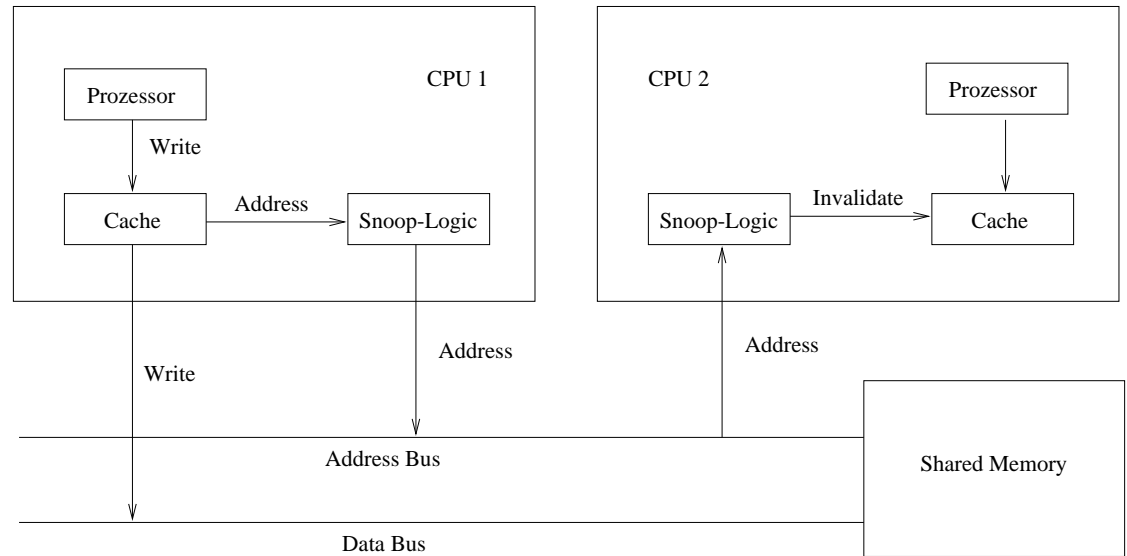 CPU 1
CPU 2
Prozessor
Prozessor
Write
Cache
Address
Snoop-Logic
Snoop-Logic
Invalidate
Cache
Write
Address
Address
Address Bus
Shared Memory
Data Bus